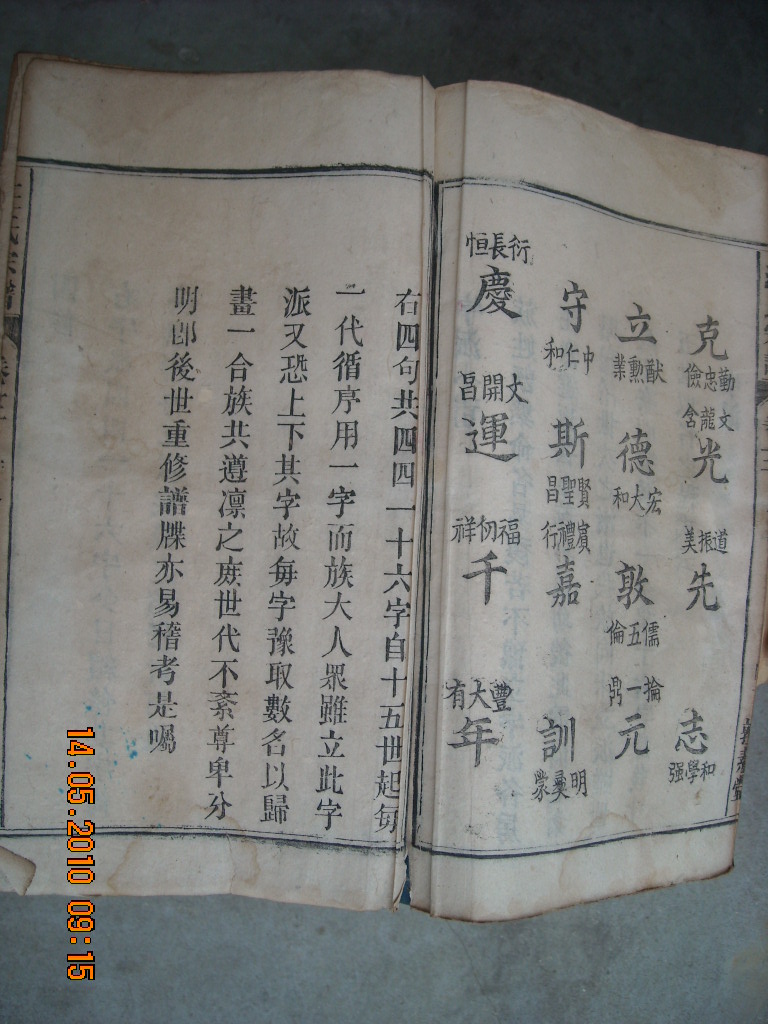 克
勤忠儉
文龍含
光
道振美
先
志
和學强
立
猷勳業
德
宏大和
敦
儒五倫
掄一鼎
元
守
中仁和
斯
賢聖昌
賓禮行
嘉
訓
明彝蒙
衍長恒
慶
文開昌
運
福仞祥
千
豐大有
年
右四句共四四一十六字自十五世起每
一代循序用一字而族大人眾雖立此字
派又恐上下其字故每字豫取數名以歸
畫一合族共遵凛之庶世代不紊尊卑分
明即後世重修譜牒亦易稽考是囑
14.05.2010 09:15